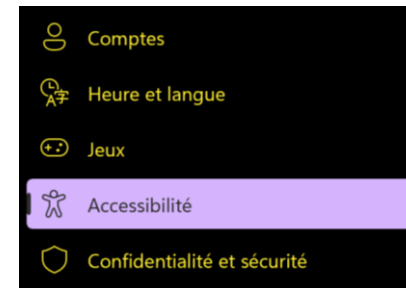 Comptes
Heure et langue
Jeux
Accessibilité
Confidentialité et sécurité